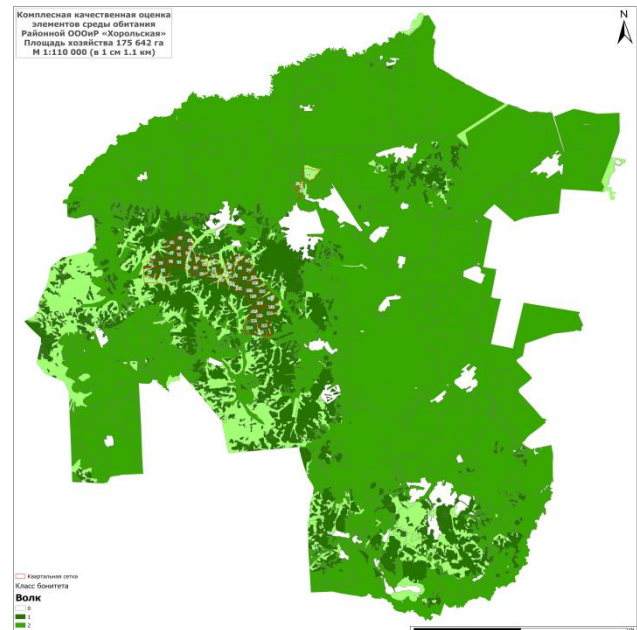 Комплесная качественная оценка
элементов среды обитания
Районной ОООиР «Хорольская»
Площадь хозяйства 175 642 га
М 1:110 000 (в 1 см 1.1 км)
N
Квартальная сетка
Класс бонитета
Волк
0
1
2